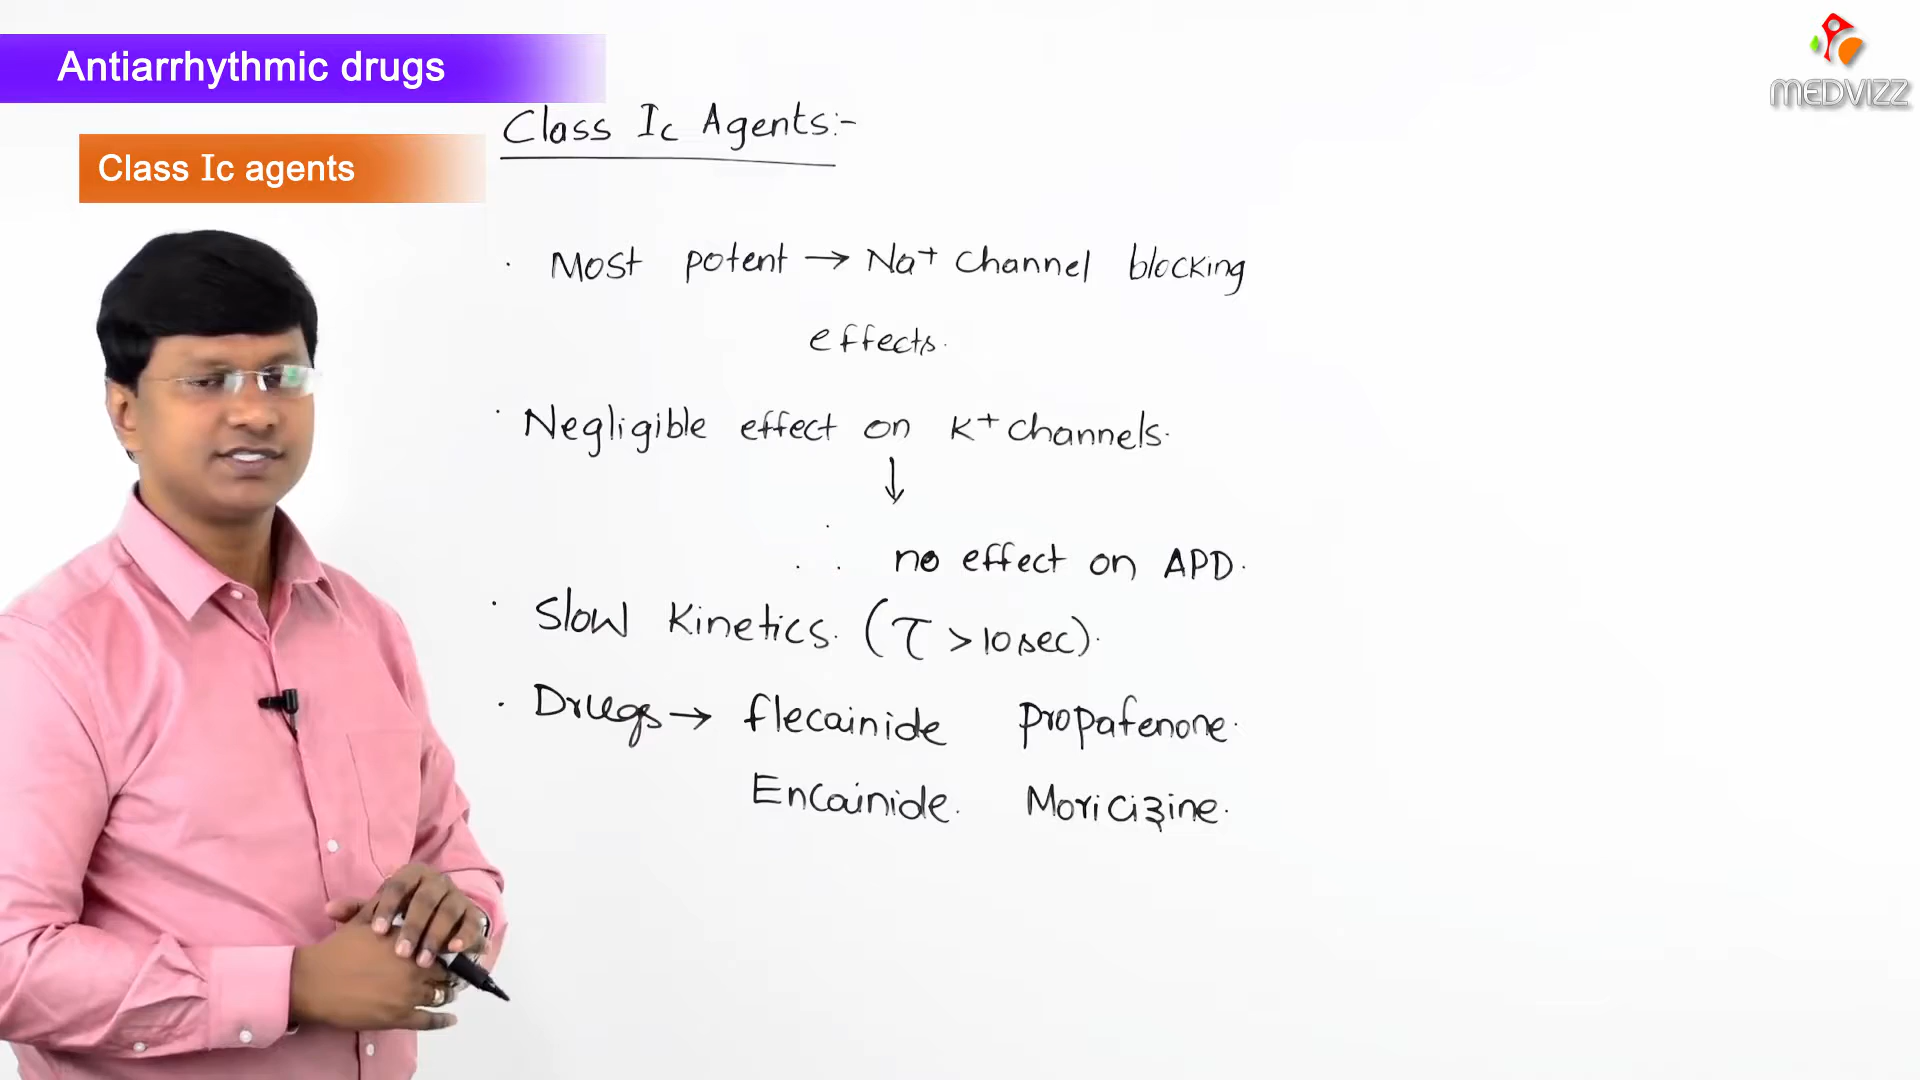 Antiarrhythmic drugs
MEDVIZZ
Class Ic Agents:-
Class Ic agents
· Most potent → Na⁺ channel blocking
effects.
· Negligible effect on K⁺ channels.
↓
∴ no effect on APD.
· Slow Kinetics. (τ > 10 sec).
· Drugs → flecainide Propafenone.
Encainide. Moricizine.